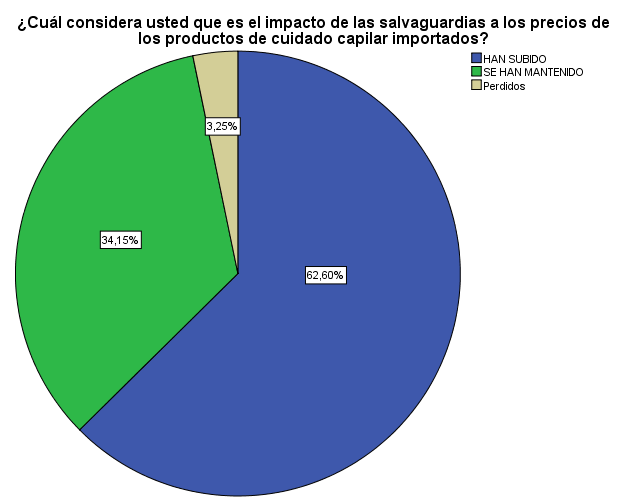 ¿Cuál considera usted que es el impacto de las salvaguardias a los precios de
los productos de cuidado capilar importados?
HAN SUBIDO
SE HAN MANTENIDO
Perdidos
3,25%
34,15%
62,60%